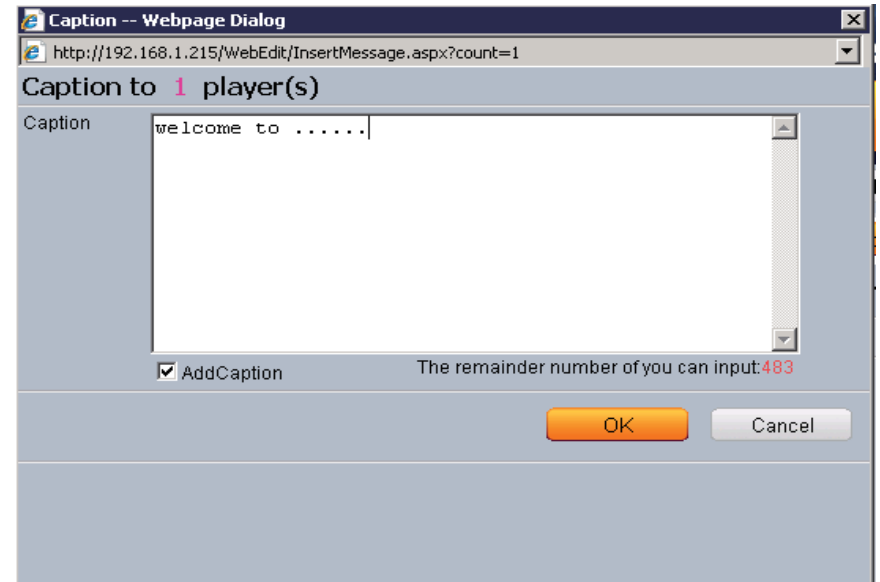 Caption -- Webpage Dialog
http://192.168.1.215/WebEdit/InsertMessage.aspx?count=1
Caption to 1 player(s)
Caption
welcome to ......
AddCaption
The remainder number of you can input:483
OK
Cancel